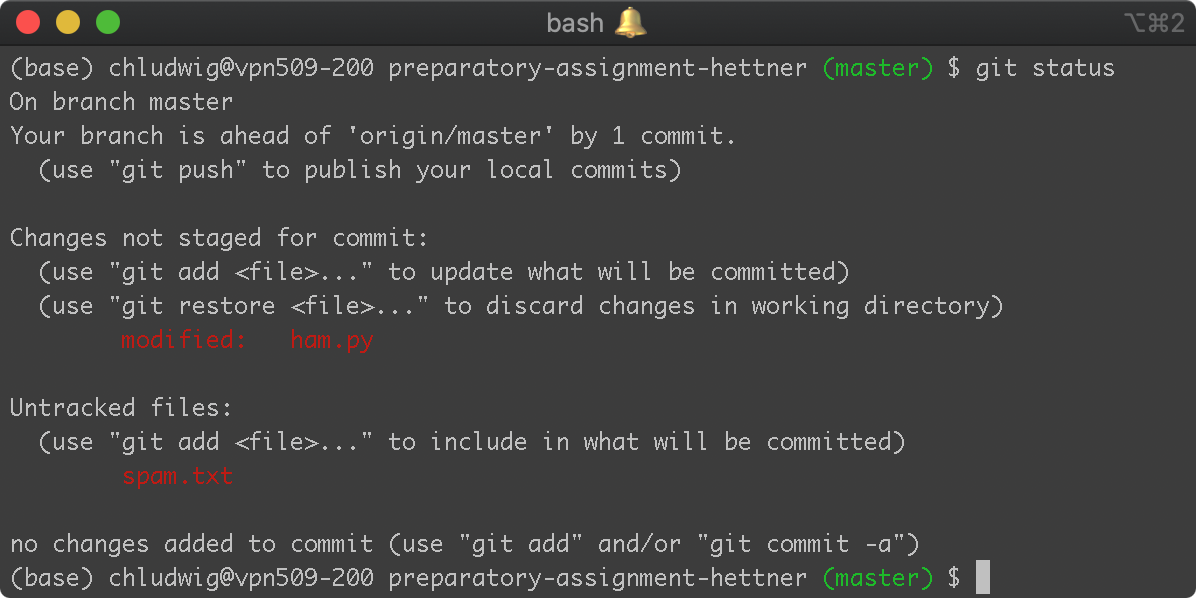 bash 🔔
⌥⌘2
(base) chludwig@vpn509-200 preparatory-assignment-hettner (master) $ git status
On branch master
Your branch is ahead of 'origin/master' by 1 commit.
  (use "git push" to publish your local commits)

Changes not staged for commit:
  (use "git add <file>..." to update what will be committed)
  (use "git restore <file>..." to discard changes in working directory)
        modified:   ham.py

Untracked files:
  (use "git add <file>..." to include in what will be committed)
        spam.txt

no changes added to commit (use "git add" and/or "git commit -a")
(base) chludwig@vpn509-200 preparatory-assignment-hettner (master) $